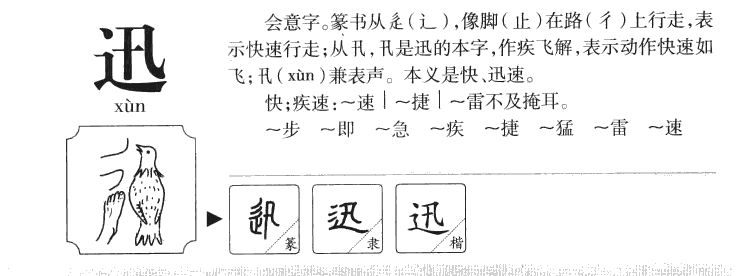 迅
xùn
会意字。篆书从辵(辶),像脚(止)在路(彳)上行走,表
示快速行走;从卂,卂是迅的本字,作疾飞解,表示动作快速如
飞;卂(xùn)兼表声。本义是快、迅速。
快;疾速:~速|~捷|~雷不及掩耳。
~步 ~即 ~急 ~疾 ~捷 ~猛 ~雷 ~速
迅 篆
迅 隶
迅 楷